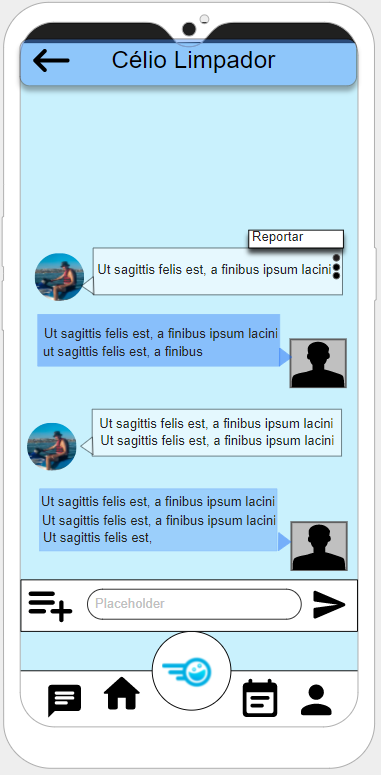 Célio Limpador
Reportar
Ut sagittis felis est, a finibus ipsum lacini
Ut sagittis felis est, a finibus ipsum lacini
ut sagittis felis est, a finibus
Ut sagittis felis est, a finibus ipsum lacini
Ut sagittis felis est, a finibus ipsum lacini
Ut sagittis felis est, a finibus ipsum lacini
Ut sagittis felis est, a finibus ipsum lacini
Ut sagittis felis est,
Placeholder